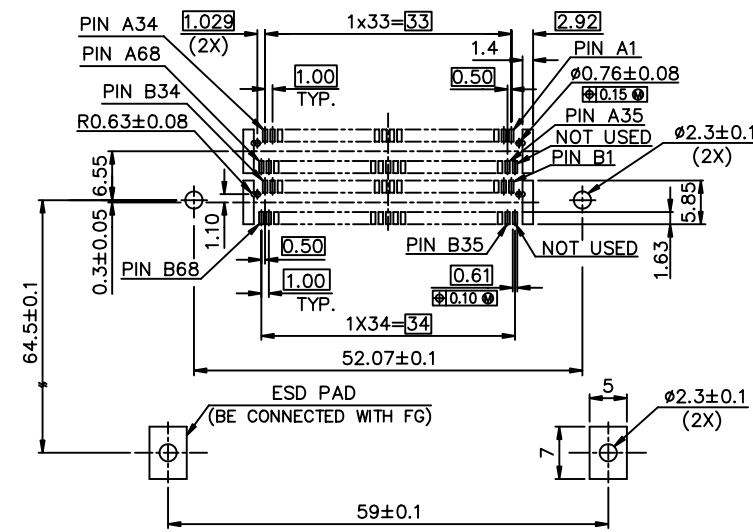 PIN A34
1.029
(2X)
1x33=33
2.92
PIN A68
1.4
PIN A1
1.00
TYP.
0.50
ø0.76±0.08
⌖ 0.15 Ⓜ
PIN B34
PIN A35
R0.63±0.08
NOT USED
ø2.3±0.1
(2X)
PIN B1
6.55
5.85
0.3±0.05
1.10
0.50
PIN B35
NOT USED
1.63
PIN B68
1.00
TYP.
0.61
⌖ 0.10 Ⓜ
64.5±0.1
1X34=34
52.07±0.1
ESD PAD
(BE CONNECTED WITH FG)
5
ø2.3±0.1
(2X)
7
59±0.1